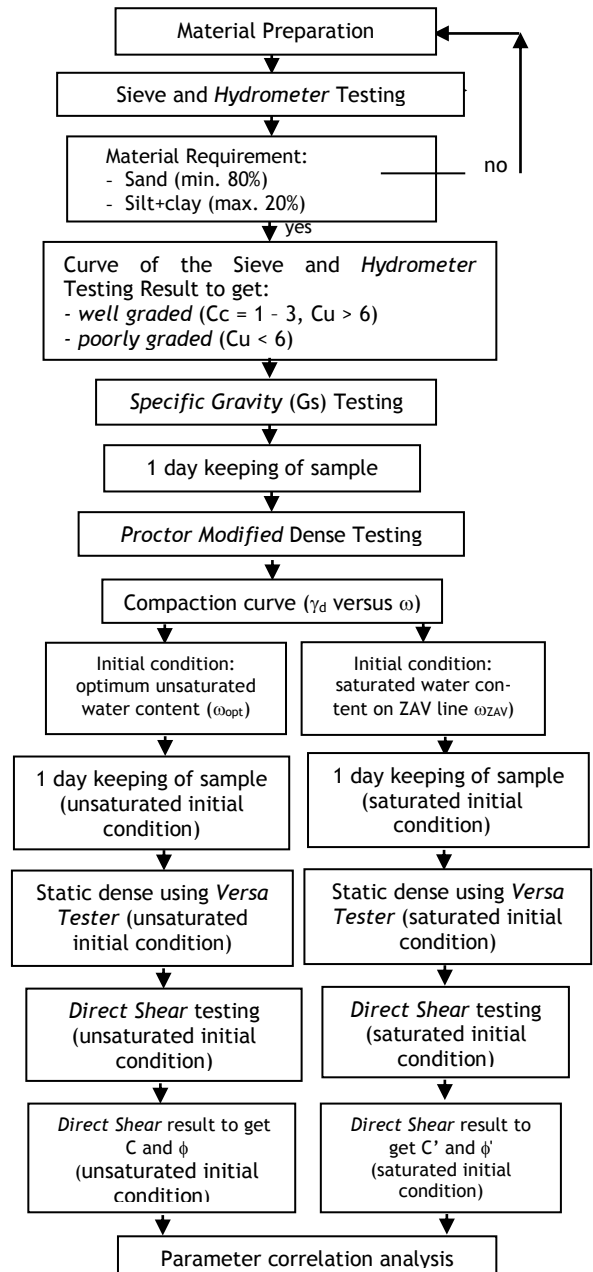 Material Preparation
Sieve and Hydrometer Testing
Material Requirement:
- Sand (min. 80%)
- Silt+clay (max. 20%)
no
yes
Curve of the Sieve and Hydrometer
Testing Result to get:
- well graded (Cc = 1 - 3, Cu > 6)
- poorly graded (Cu < 6)
Specific Gravity (Gs) Testing
1 day keeping of sample
Proctor Modified Dense Testing
Compaction curve (γd versus ω)
Initial condition:
optimum unsaturated
water content (ωopt)
Initial condition:
saturated water con-
tent on ZAV line ωZAV)
1 day keeping of sample
(unsaturated initial
condition)
1 day keeping of sample
(saturated initial
condition)
Static dense using Versa
Tester (unsaturated
initial condition)
Static dense using Versa
Tester (saturated initial
condition)
Direct Shear testing
(unsaturated initial
condition)
Direct Shear testing
(saturated initial
condition)
Direct Shear result to get
C and ϕ
(unsaturated initial
condition)
Direct Shear result to
get C’ and ϕ'
(saturated initial
condition)
Parameter correlation analysis